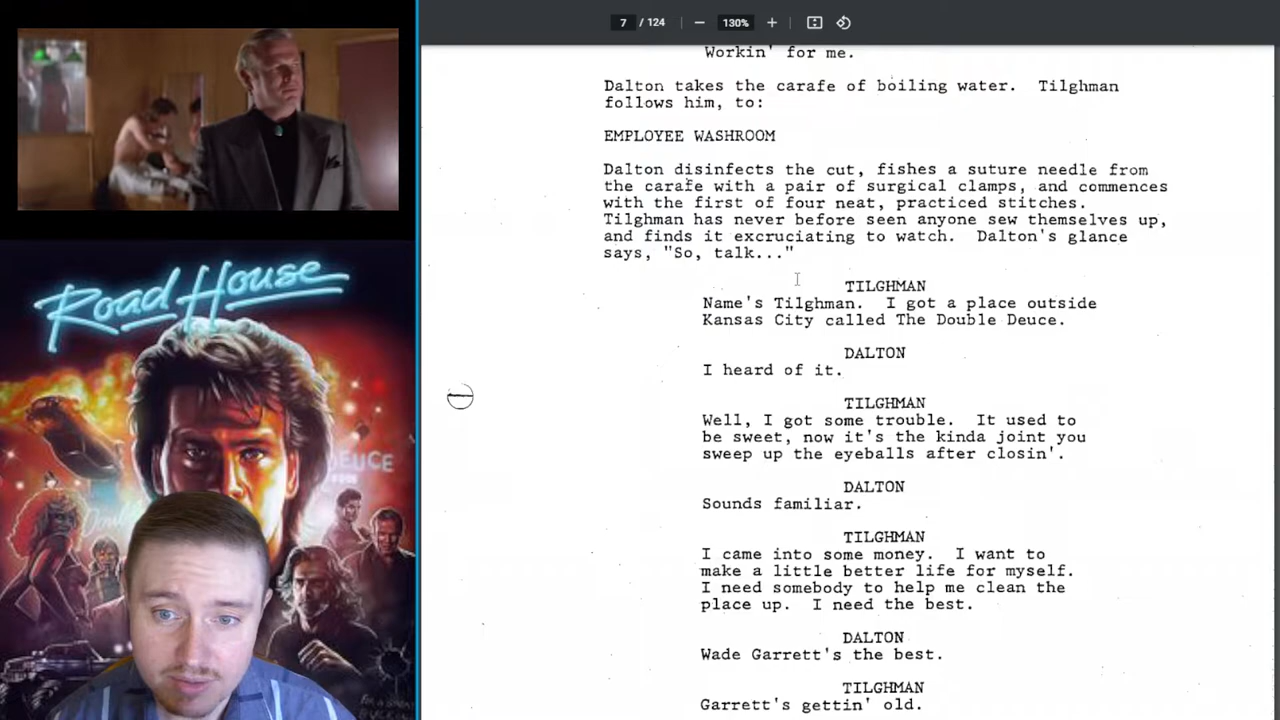 7 / 124
130%
Workin' for me.
Dalton takes the carafe of boiling water. Tilghman
follows him, to:
EMPLOYEE WASHROOM
Dalton disinfects the cut, fishes a suture needle from
the carafe with a pair of surgical clamps, and commences
with the first of four neat, practiced stitches.
Tilghman has never before seen anyone sew themselves up,
and finds it excruciating to watch. Dalton's glance
says, "So, talk..."
TILGHMAN
Name's Tilghman. I got a place outside
Kansas City called The Double Deuce.
DALTON
I heard of it.
TILGHMAN
Well, I got some trouble. It used to
be sweet, now it's the kinda joint you
sweep up the eyeballs after closin'.
DALTON
Sounds familiar.
TILGHMAN
I came into some money. I want to
make a little better life for myself.
I need somebody to help me clean the
place up. I need the best.
DALTON
Wade Garrett's the best.
TILGHMAN
Garrett's gettin' old.
Road House
DEUCE